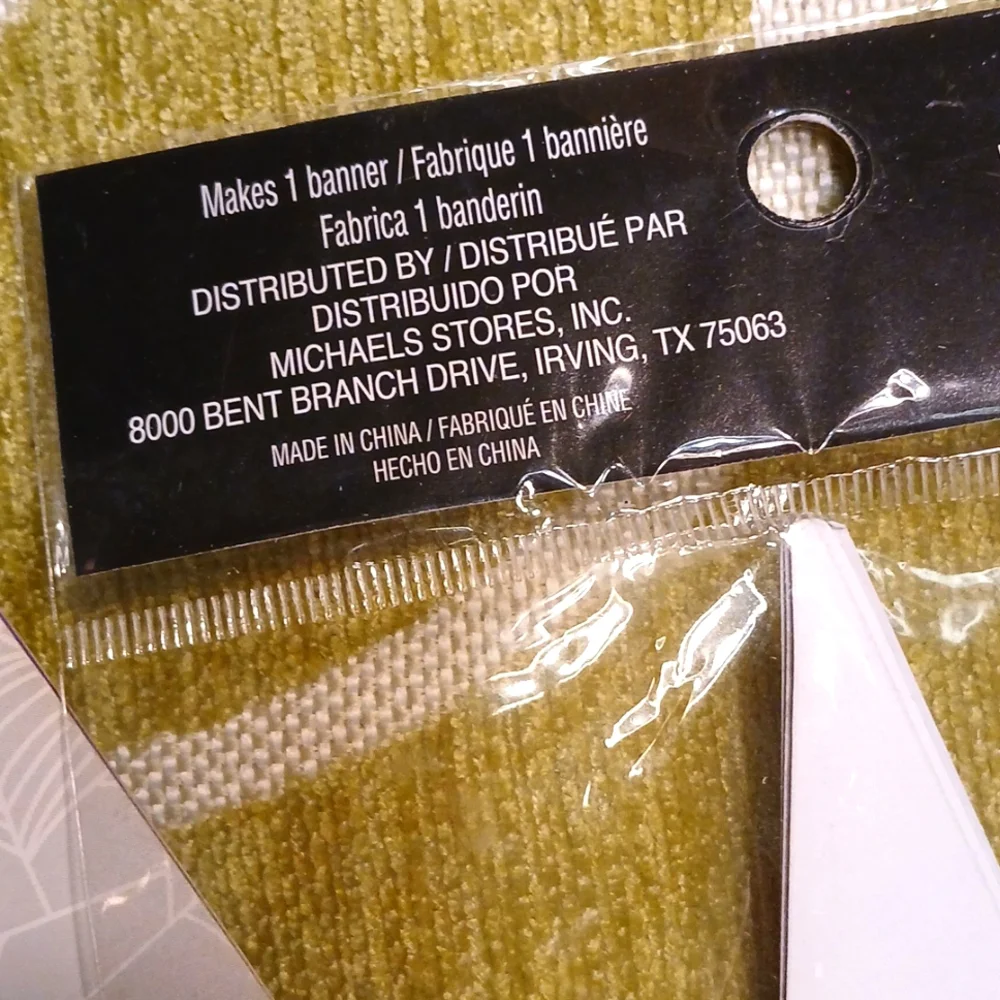 Makes 1 banner / Fabrique 1 bannière
Fabrica 1 banderin
DISTRIBUTED BY / DISTRIBUÉ PAR
DISTRIBUIDO POR
MICHAELS STORES, INC.
8000 BENT BRANCH DRIVE, IRVING, TX 75063
MADE IN CHINA / FABRIQUÉ EN CHINE
HECHO EN CHINA